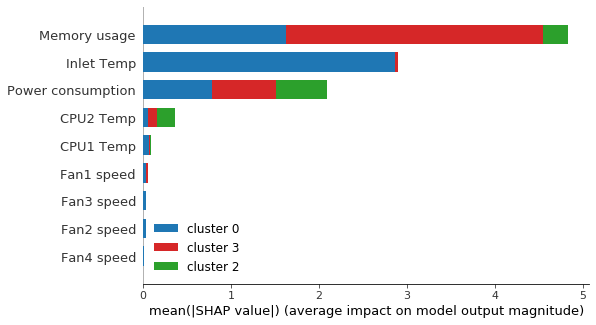 Memory usage
Inlet Temp
Power consumption
CPU2 Temp
CPU1 Temp
Fan1 speed
Fan3 speed
Fan2 speed
Fan4 speed
cluster 0
cluster 3
cluster 2
0 1 2 3 4 5
mean(|SHAP value|) (average impact on model output magnitude)